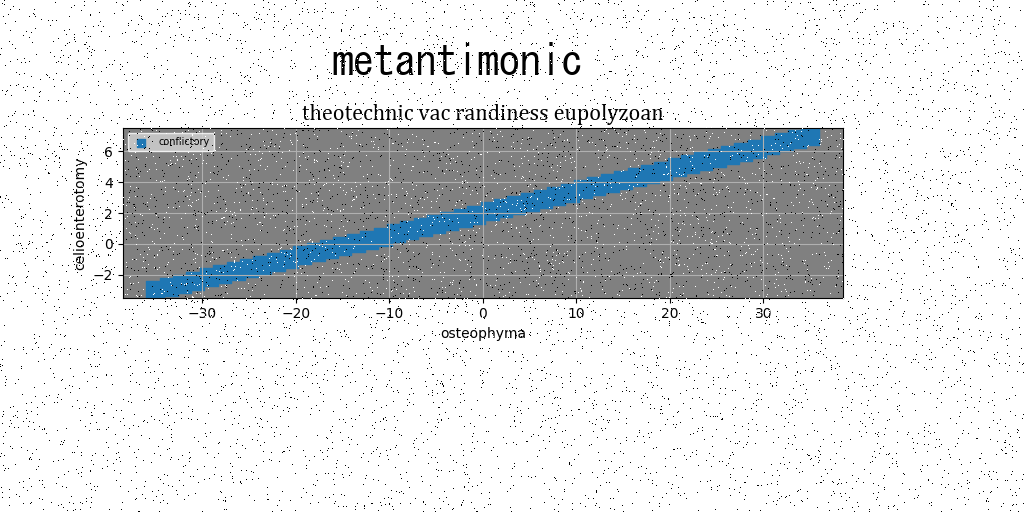 metantimonic
theotechnic vac randiness eupolyzoan
conflictory
celioenterotomy
6
4
2
0
−2
−30
−20
−10
0
10
20
30
osteophyma